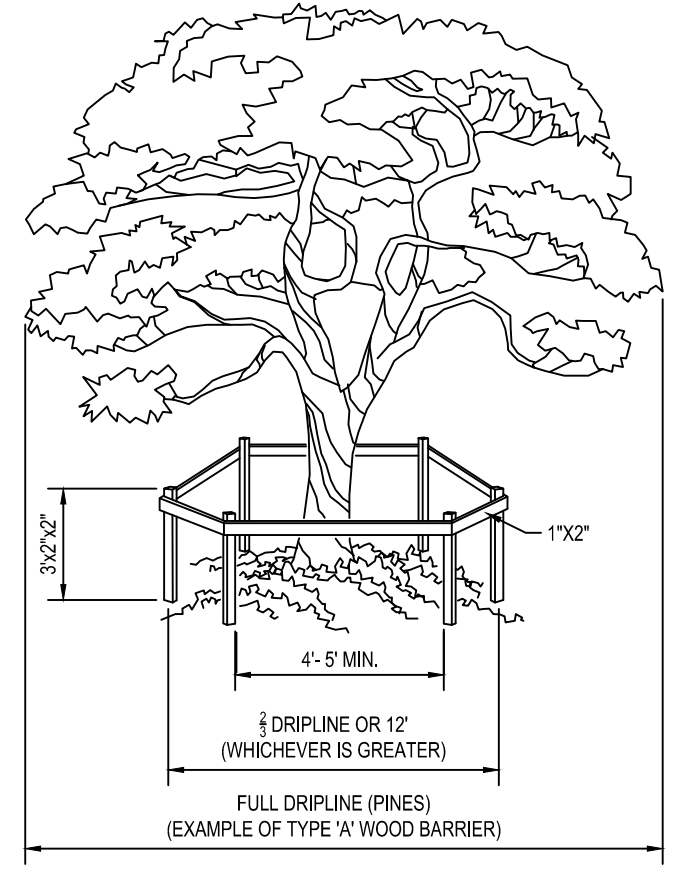 3'x2"x2"
1"X2"
4'- 5' MIN.
2/3 DRIPLINE OR 12'
(WHICHEVER IS GREATER)
FULL DRIPLINE (PINES)
(EXAMPLE OF TYPE 'A' WOOD BARRIER)